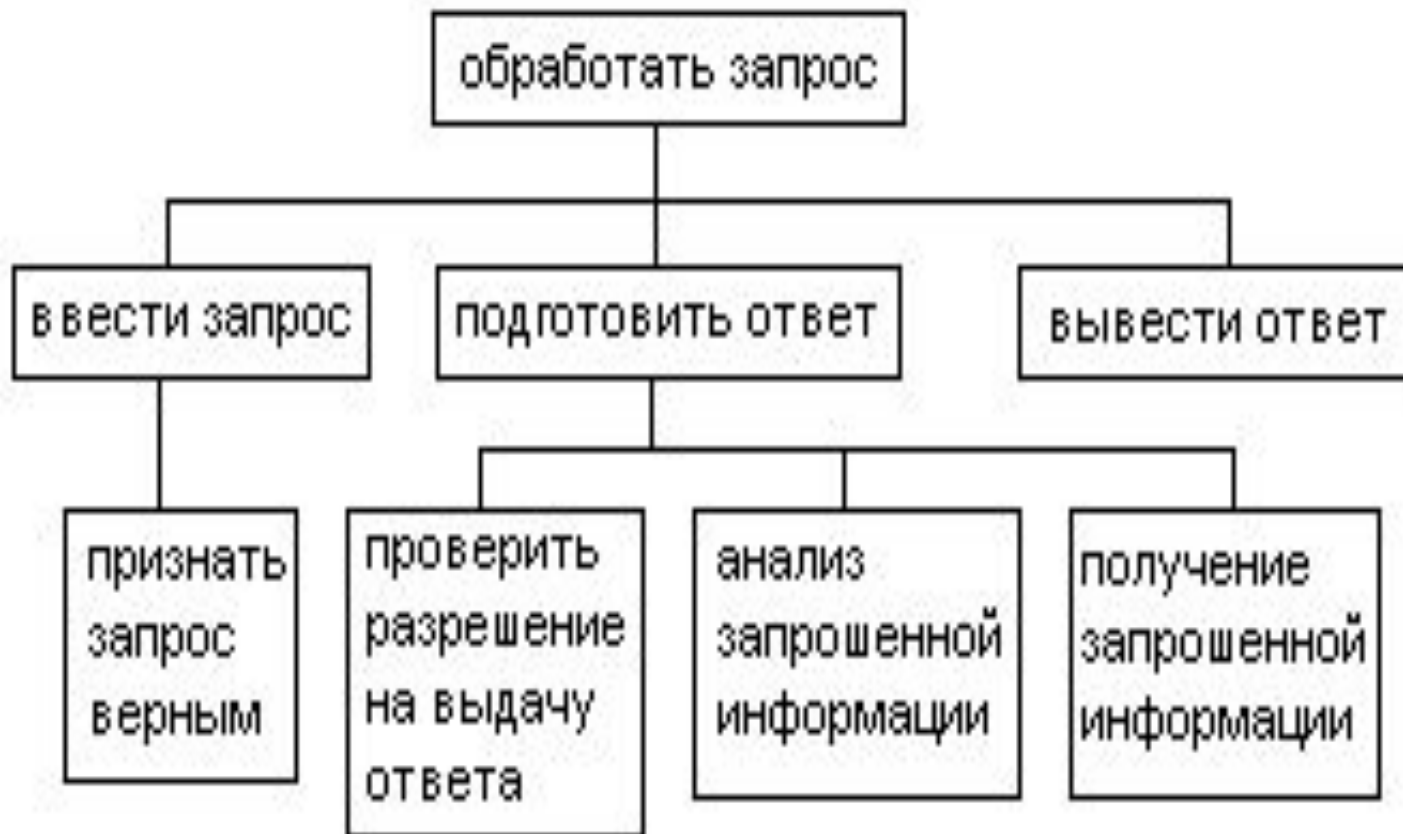 обработать запрос
ввести запрос
подготовить ответ
вывести ответ
признать
запрос
верным
проверить
разрешение
на выдачу
ответа
анализ
запрошенной
информации
получение
запрошенной
информации